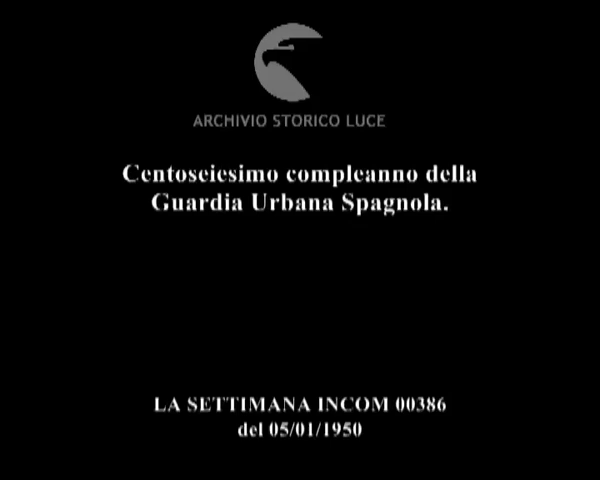 ARCHIVIO STORICO LUCE
Centoseiesimo compleanno della
Guardia Urbana Spagnola.
LA SETTIMANA INCOM 00386
del 05/01/1950